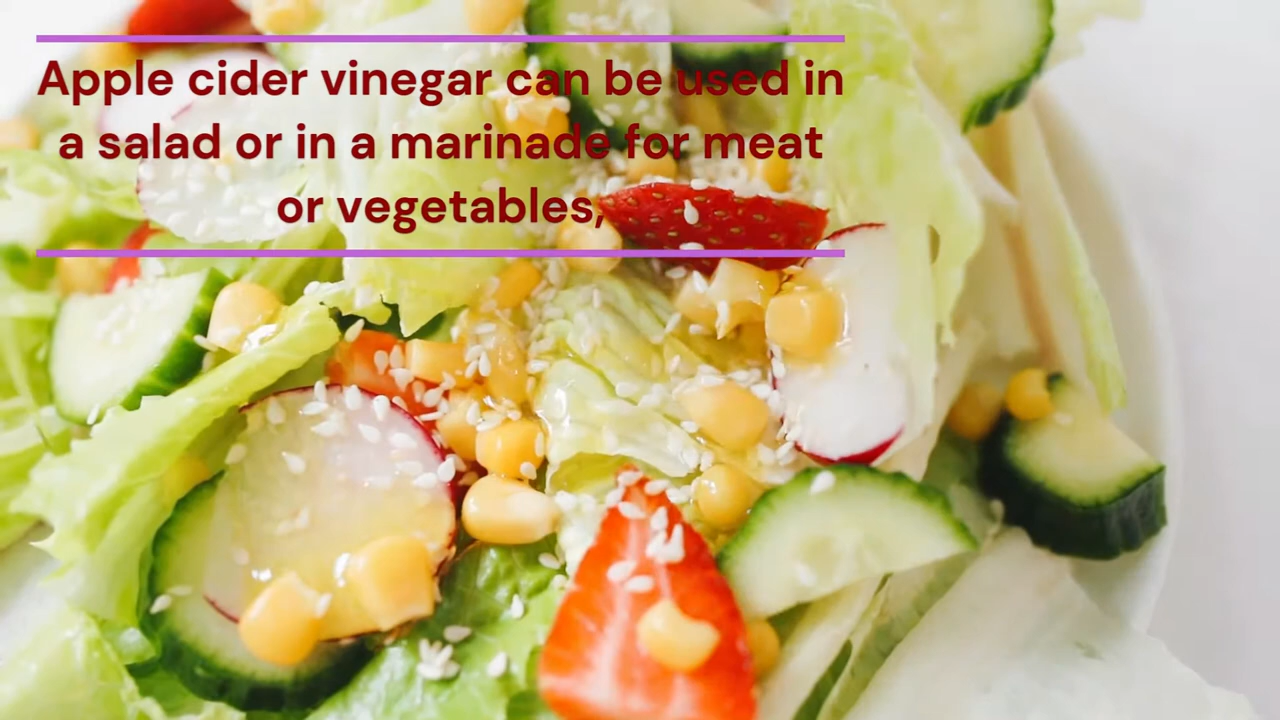 Apple cider vinegar can be used in
a salad or in a marinade for meat
or vegetables,